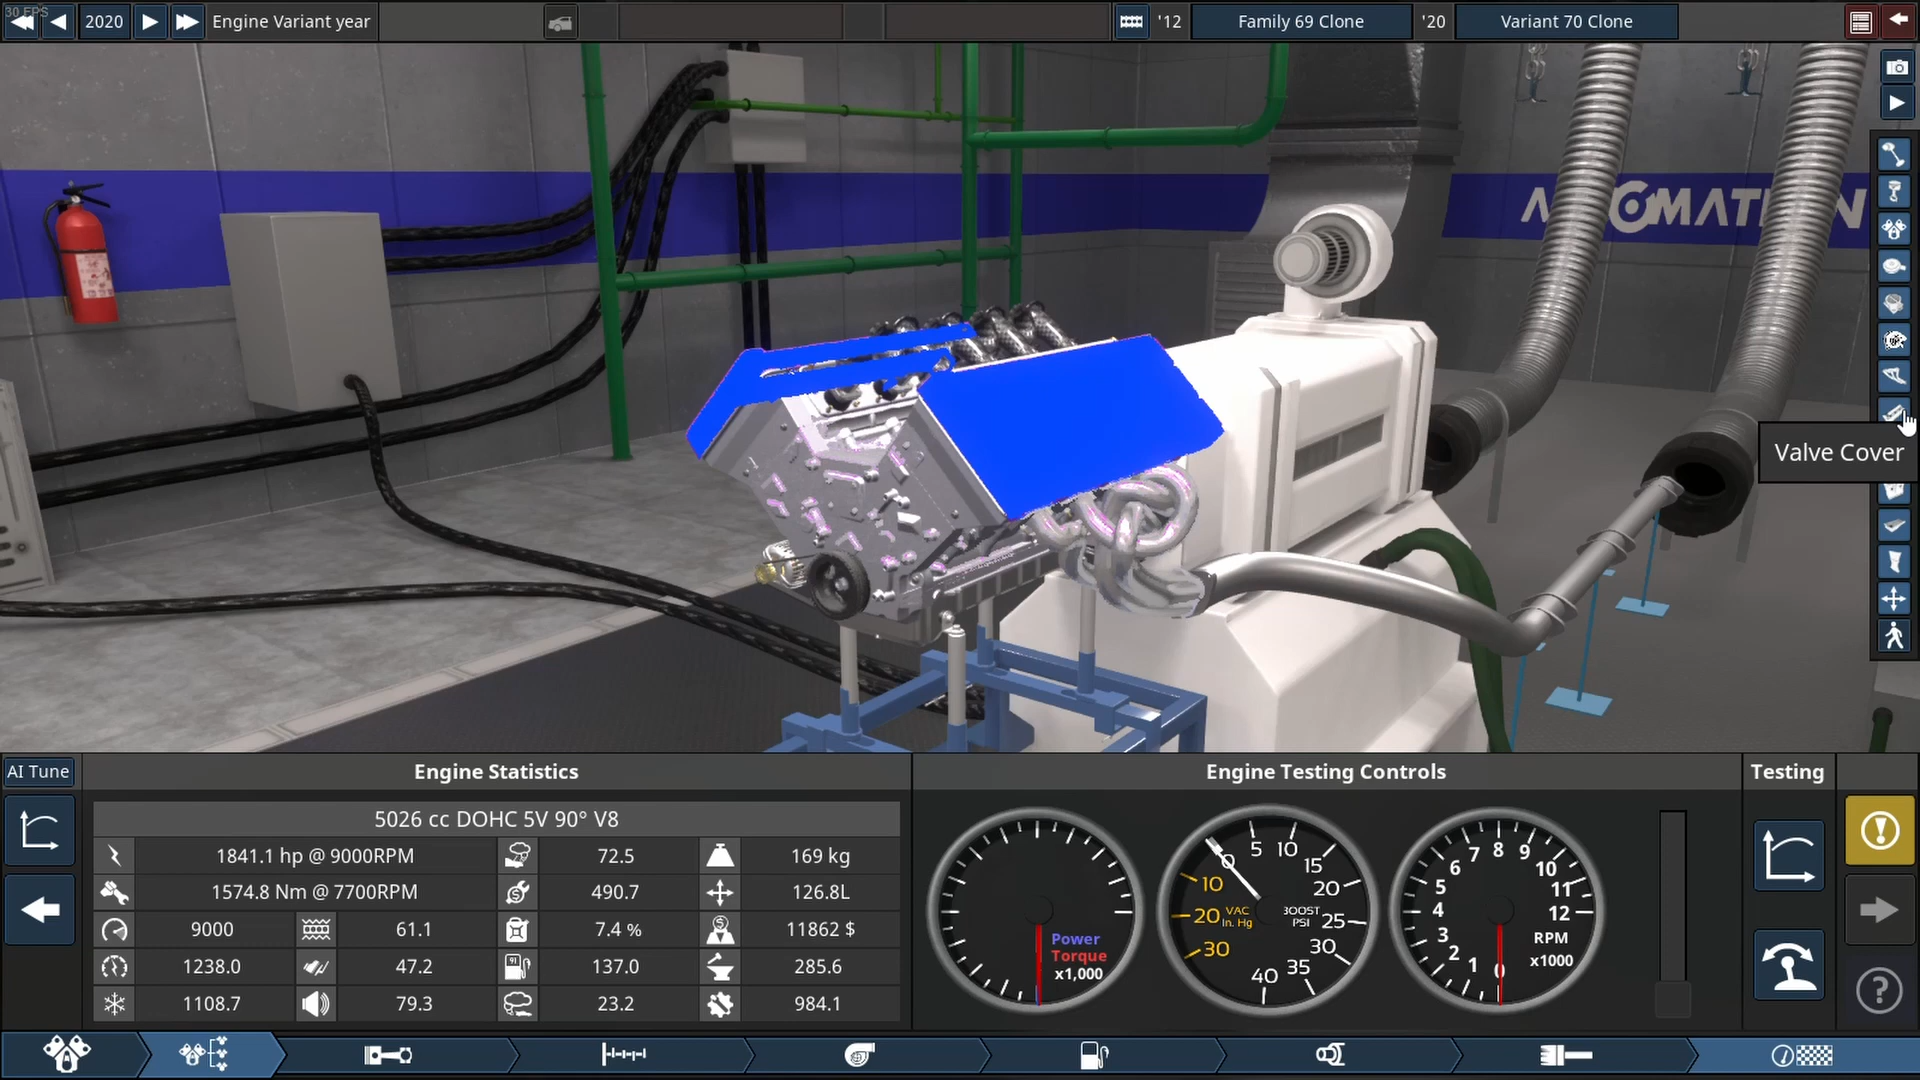 30 FPS
2020
Engine Variant year
'12
Family 69 Clone
'20
Variant 70 Clone
Valve Cover
AI Tune
Engine Statistics
Engine Testing Controls
Testing
5026 cc DOHC 5V 90° V8
1841.1 hp @ 9000RPM
72.5
169 kg
1574.8 Nm @ 7700RPM
490.7
126.8L
9000
61.1
7.4 %
11862 $
1238.0
47.2
91
137.0
285.6
1108.7
79.3
23.2
984.1
Power
Torque
x1,000
0
5
10
15
20
25
30
35
40
10
20
30
VAC
In. Hg
BOOST
PSI
0
1
2
3
4
5
6
7
8
9
10
11
12
RPM
x1000
?